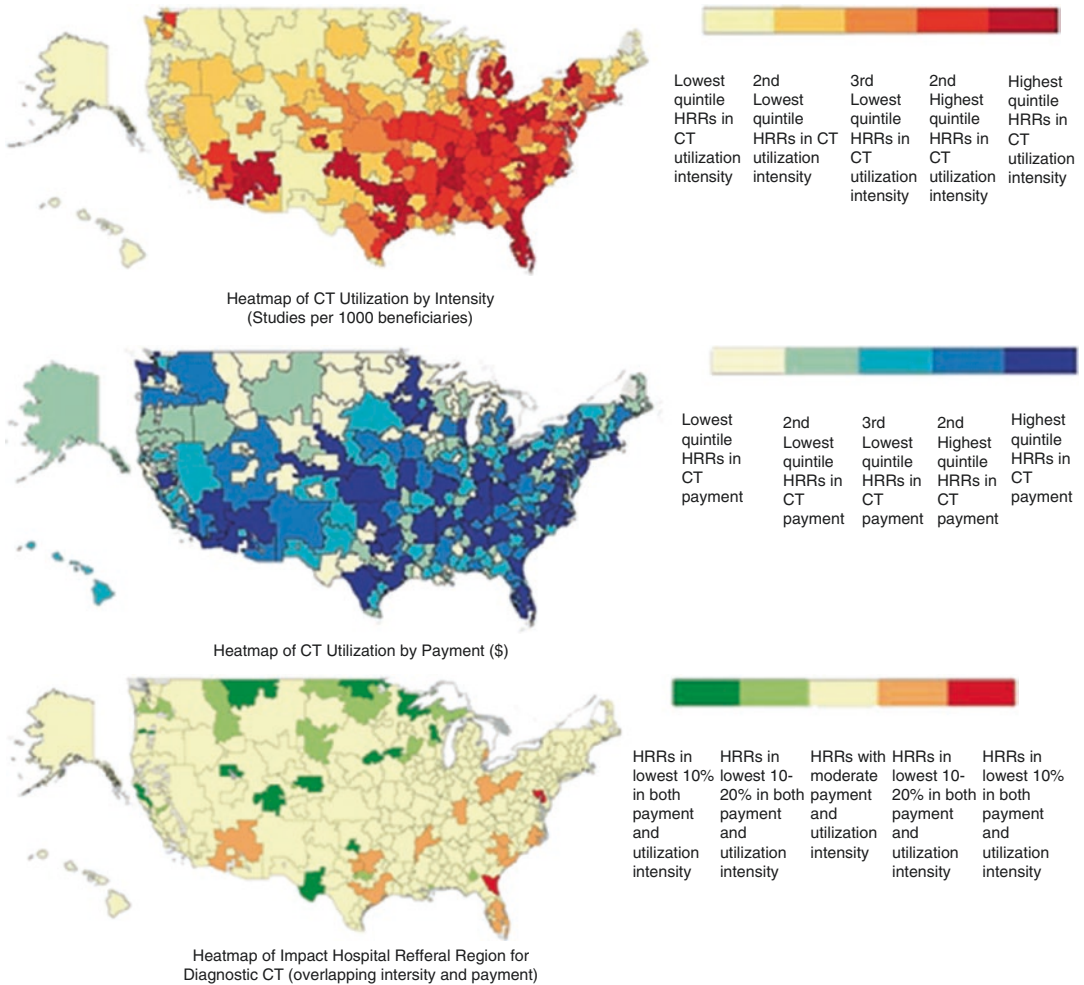 Lowest
quintile
HRRs in
CT
utilization
intensity
2nd
Lowest
quintile
HRRs in CT
utilization
intensity
3rd
Lowest
quintile
HRRs in
CT
utilization
intensity
2nd
Highest
quintile
HRRs in
CT
utilization
intensity
Highest
quintile
HRRs in
CT
utilization
intensity
Heatmap of CT Utilization by Intensity
(Studies per 1000 beneficiaries)
Lowest
quintile
HRRs in
CT
payment
2nd
Lowest
quintile
HRRs in
CT
payment
3rd
Lowest
quintile
HRRs in
CT
payment
2nd
Highest
quintile
HRRs in
CT
payment
Highest
quintile
HRRs in
CT
payment
Heatmap of CT Utilization by Payment ($)
HRRs in
lowest 10%
in both
payment
and
utilization
intensity
HRRs in
lowest 10-
20% in both
payment
and
utilization
intensity
HRRs with
moderate
payment
and
utilization
intensity
HRRs in
lowest 10-
20% in both
payment
and
utilization
intensity
HRRs in
lowest 10%
in both
payment
and
utilization
intensity
Heatmap of Impact Hospital Refferal Region for
Diagnostic CT (overlapping intersity and payment)